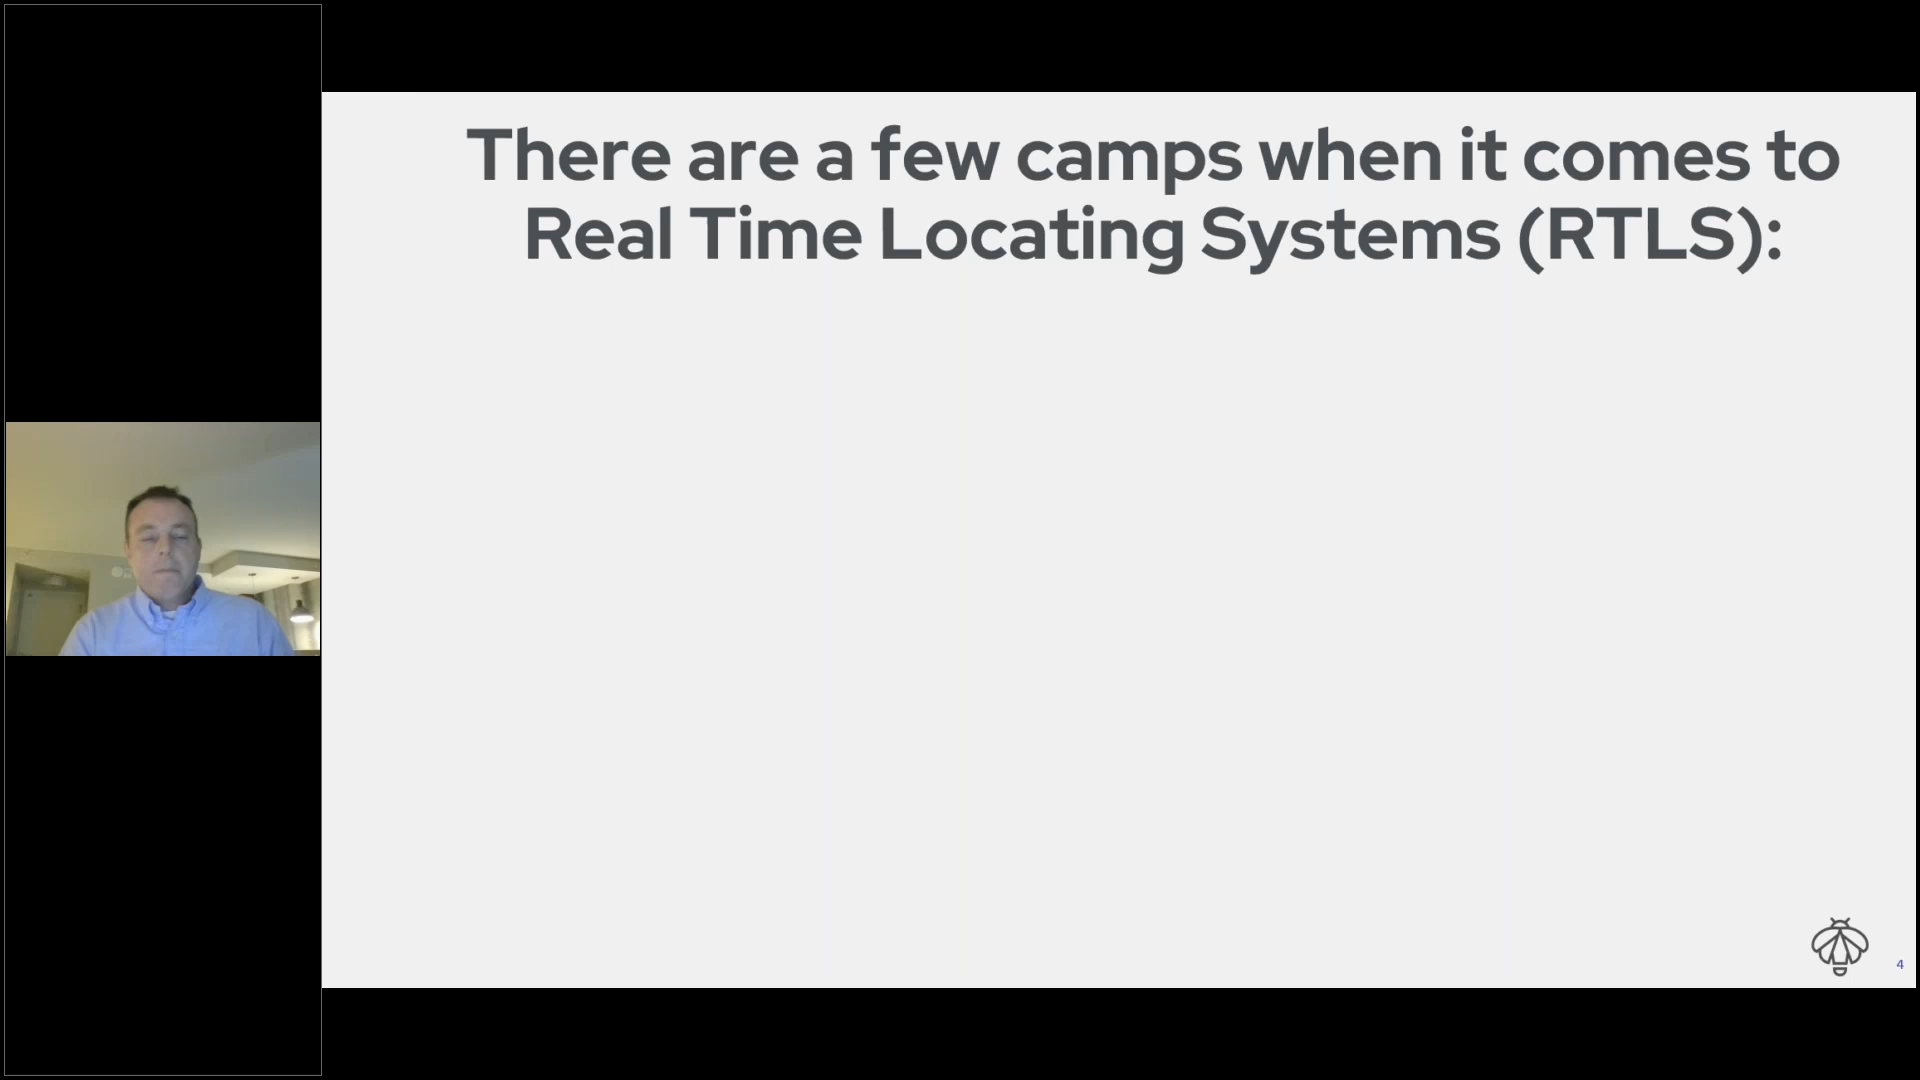 There are a few camps when it comes to
Real Time Locating Systems (RTLS):
4